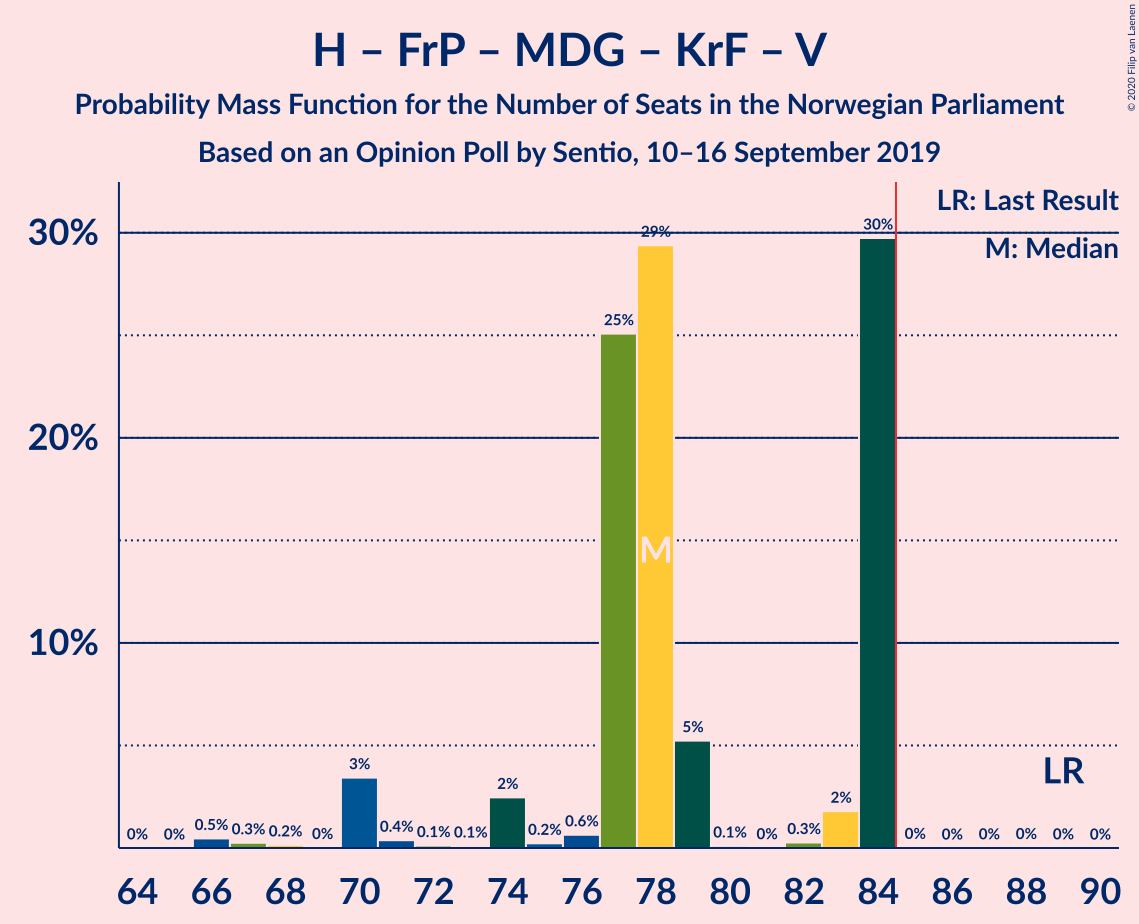 H – FrP – MDG – KrF – V
Probability Mass Function for the Number of Seats in the Norwegian Parliament
Based on an Opinion Poll by Sentio, 10–16 September 2019
© 2020 Filip van Laenen
LR: Last Result
M: Median
30%
20%
10%
0% 0% 0.5% 0.3% 0.2% 0% 3% 0.4% 0.1% 0.1% 2% 0.2% 0.6% 25% 29% 5% 0.1% 0% 0.3% 2% 30% 0% 0% 0% 0% 0% 0%
M
LR
64 66 68 70 72 74 76 78 80 82 84 86 88 90